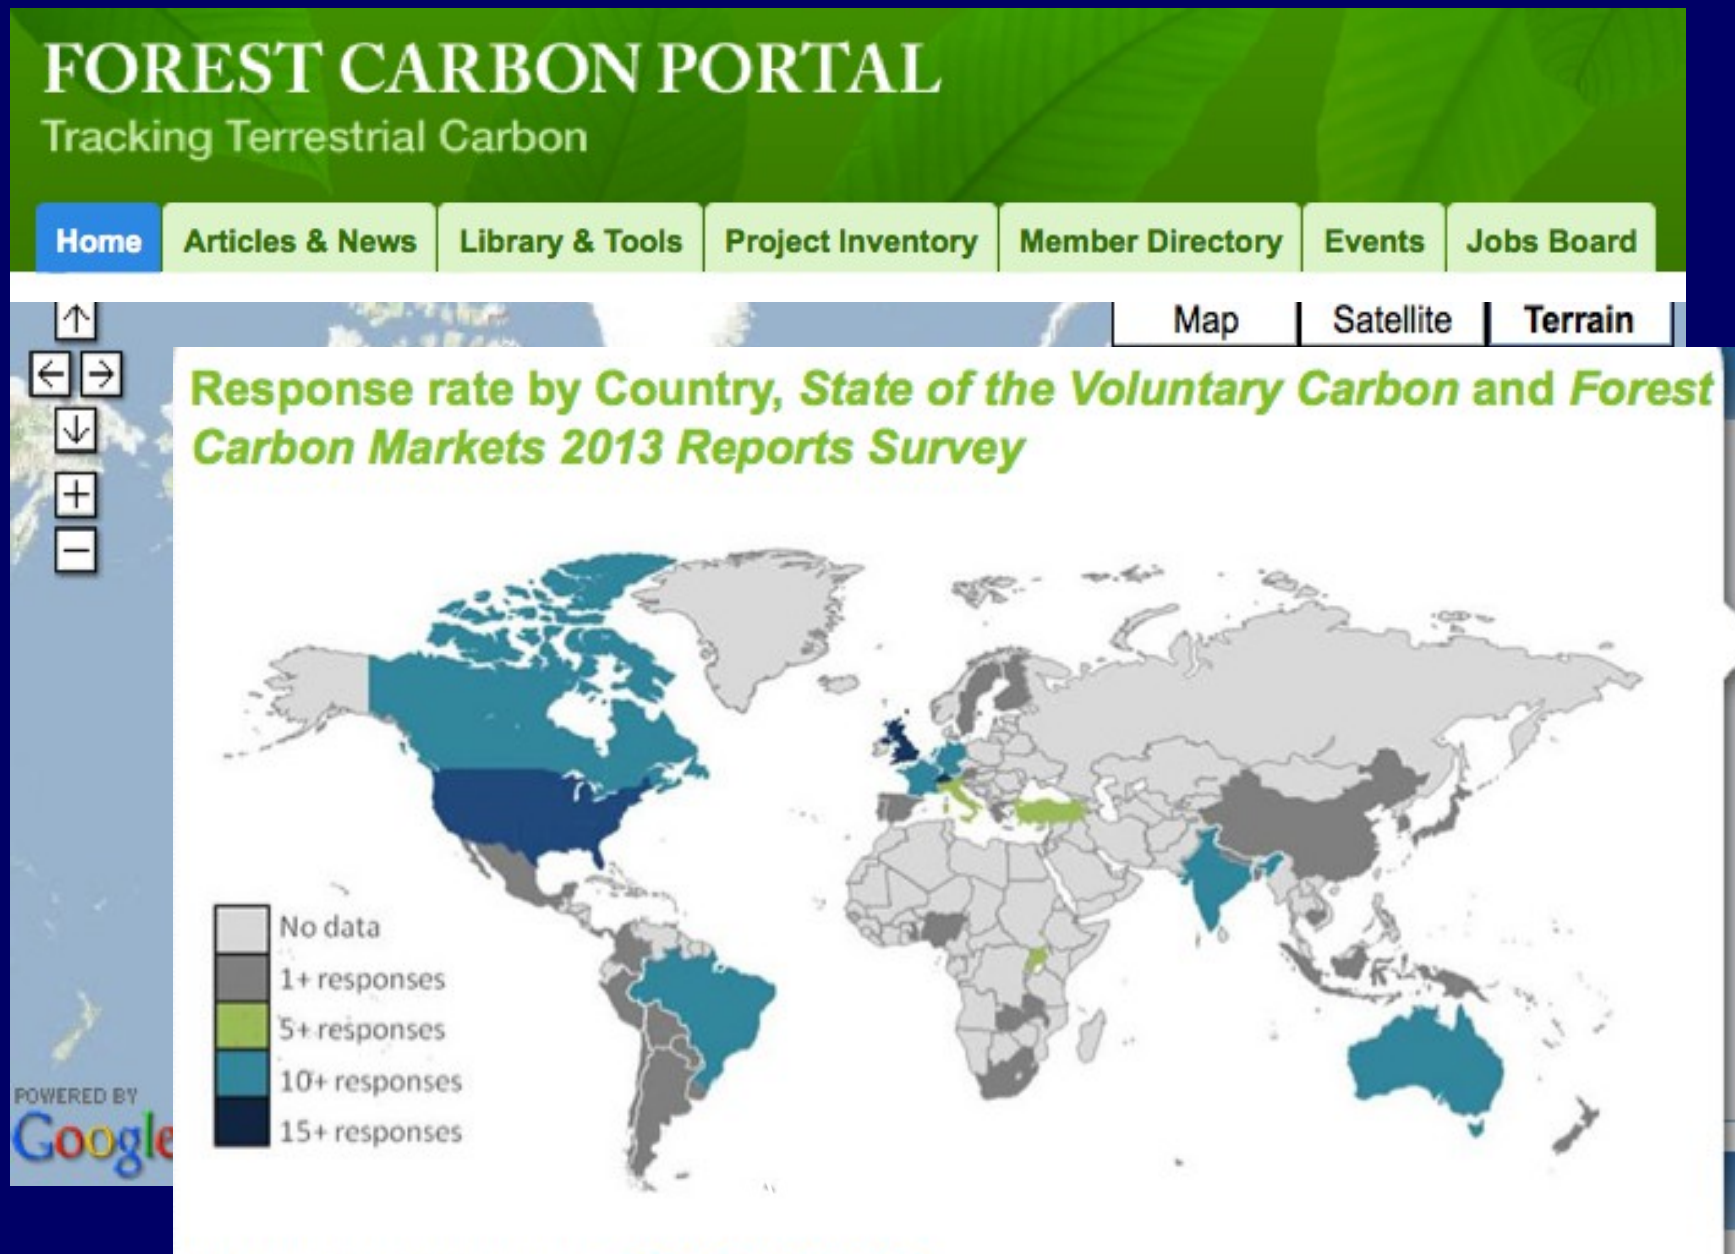 FOREST CARBON PORTAL
Tracking Terrestrial Carbon
Home Articles & News Library & Tools Project Inventory Member Directory Events Jobs Board
Map Satellite Terrain
Response rate by Country, State of the Voluntary Carbon and Forest
Carbon Markets 2013 Reports Survey
No data
1+ responses
5+ responses
10+ responses
15+ responses
POWERED BY
Google